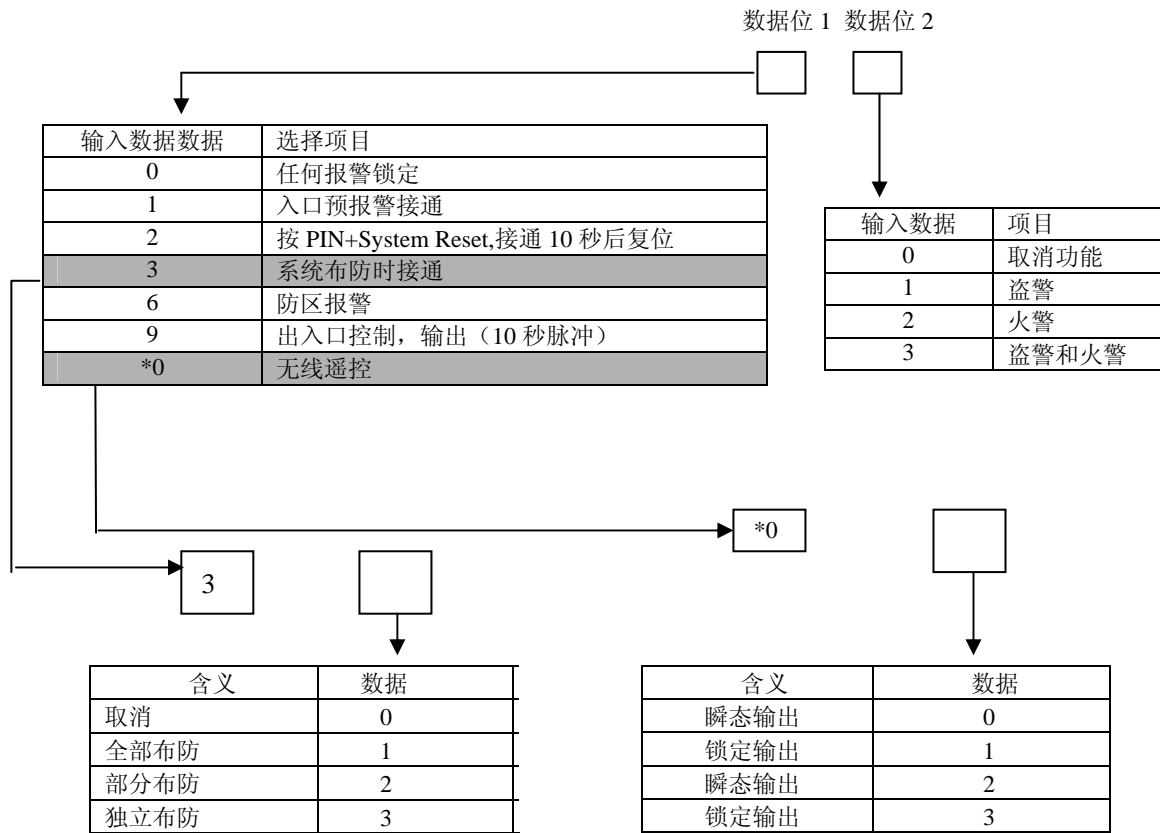 数据位 1 数据位 2
输入数据数据 选择项目
0 任何报警锁定
1 入口预报警接通
2 按 PIN+System Reset,接通 10 秒后复位
3 系统布防时接通
6 防区报警
9 出入口控制，输出（10 秒脉冲）
*0 无线遥控
输入数据 项目
0 取消功能
1 盗警
2 火警
3 盗警和火警
*0
3
含义 数据
取消 0
全部布防 1
部分布防 2
独立布防 3
含义 数据
瞬态输出 0
锁定输出 1
瞬态输出 2
锁定输出 3